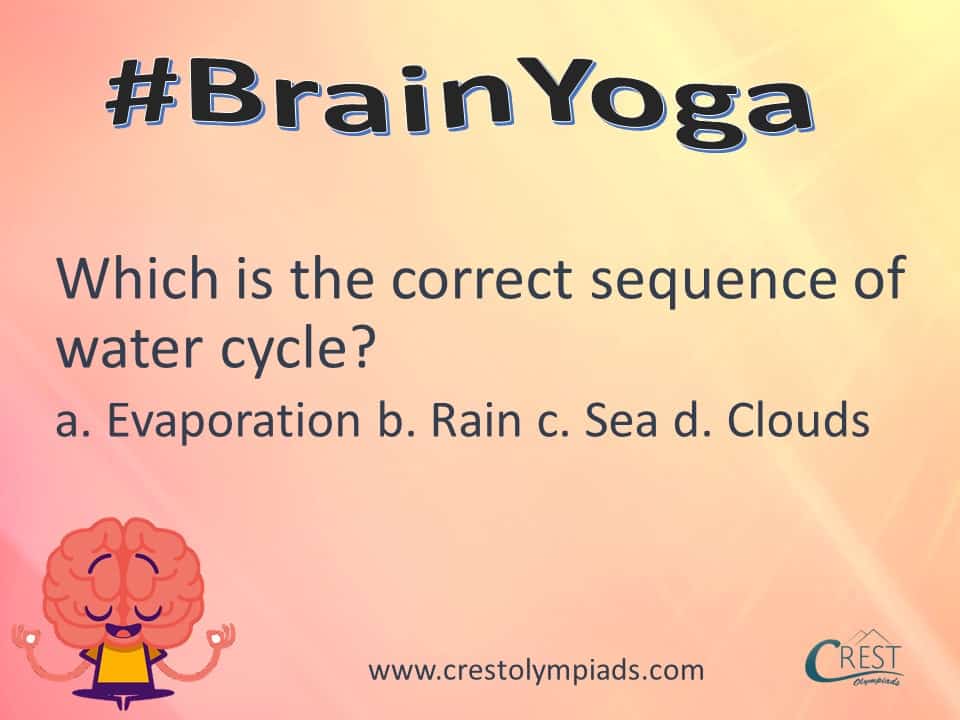 #BrainYoga
Which is the correct sequence of
water cycle?
a. Evaporation b. Rain c. Sea d. Clouds
www.crestolympiads.com
CREST
Olympiads